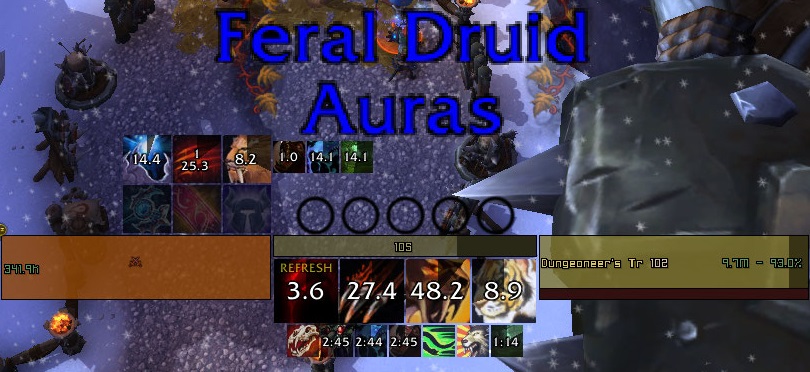 Feral Druid
Auras
14.4
1
25.3
8.2
1.0
14.1
14.1
105
341.9K
Dungeoneer's Tr 102
9.7M - 93.0%
REFRESH
3.6
27.4
48.2
8.9
2:45
2:44
2:45
1:14